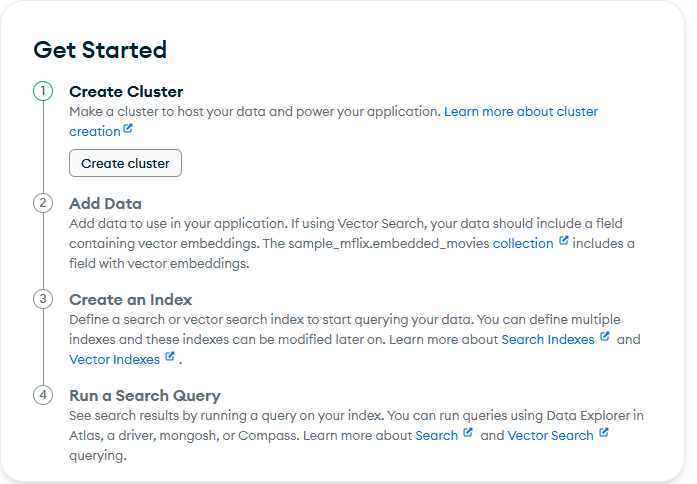 Get Started
1 Create Cluster
Make a cluster to host your data and power your application. Learn more about cluster
creation
Create cluster
2 Add Data
Add data to use in your application. If using Vector Search, your data should include a field
containing vector embeddings. The sample_mflix.embedded_movies collection includes a
field with vector embeddings.
3 Create an Index
Define a search or vector search index to start querying your data. You can define multiple
indexes and these indexes can be modified later on. Learn more about Search Indexes and
Vector Indexes .
4 Run a Search Query
See search results by running a query on your index. You can run queries using Data Explorer in
Atlas, a driver, mongosh, or Compass. Learn more about Search and Vector Search
querying.